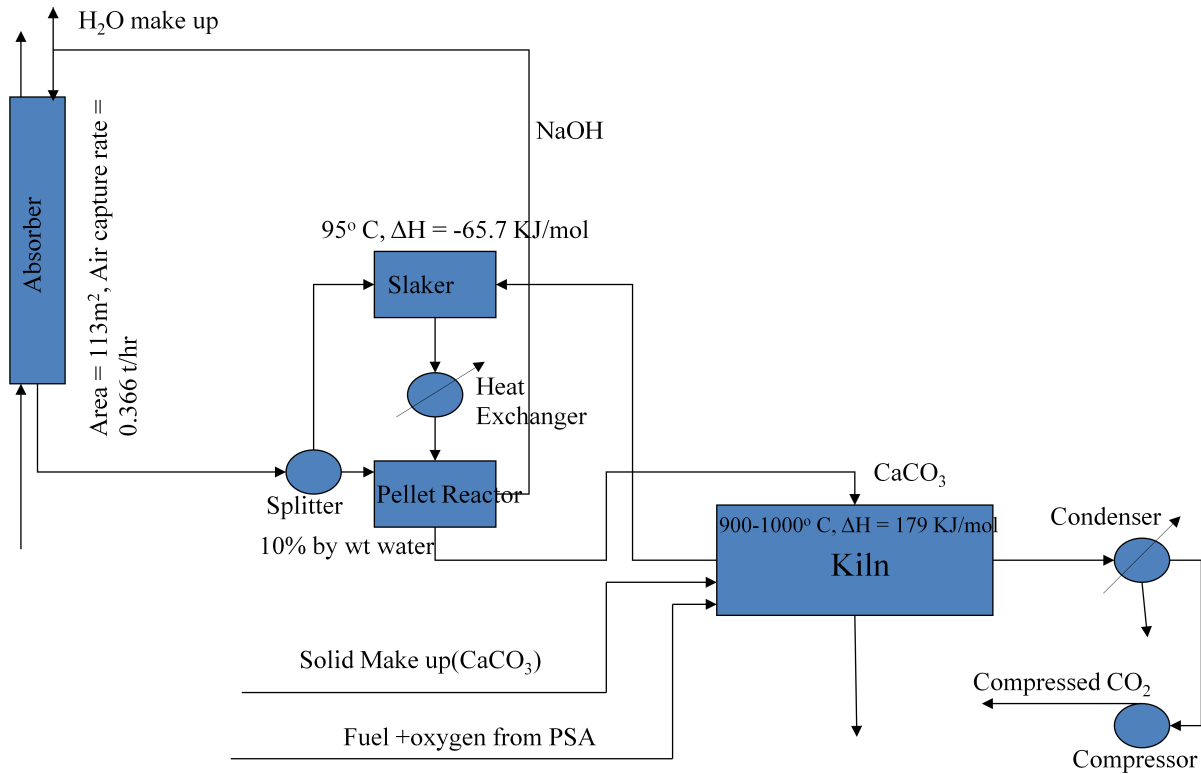 H₂O make up
Absorber
Area = 113m², Air capture rate =
0.366 t/hr
NaOH
95° C, ΔH = -65.7 KJ/mol
Slaker
Heat
Exchanger
Splitter
Pellet Reactor
10% by wt water
CaCO₃
900-1000° C, ΔH = 179 KJ/mol
Kiln
Condenser
Solid Make up(CaCO₃)
Compressed CO₂
Fuel +oxygen from PSA
Compressor